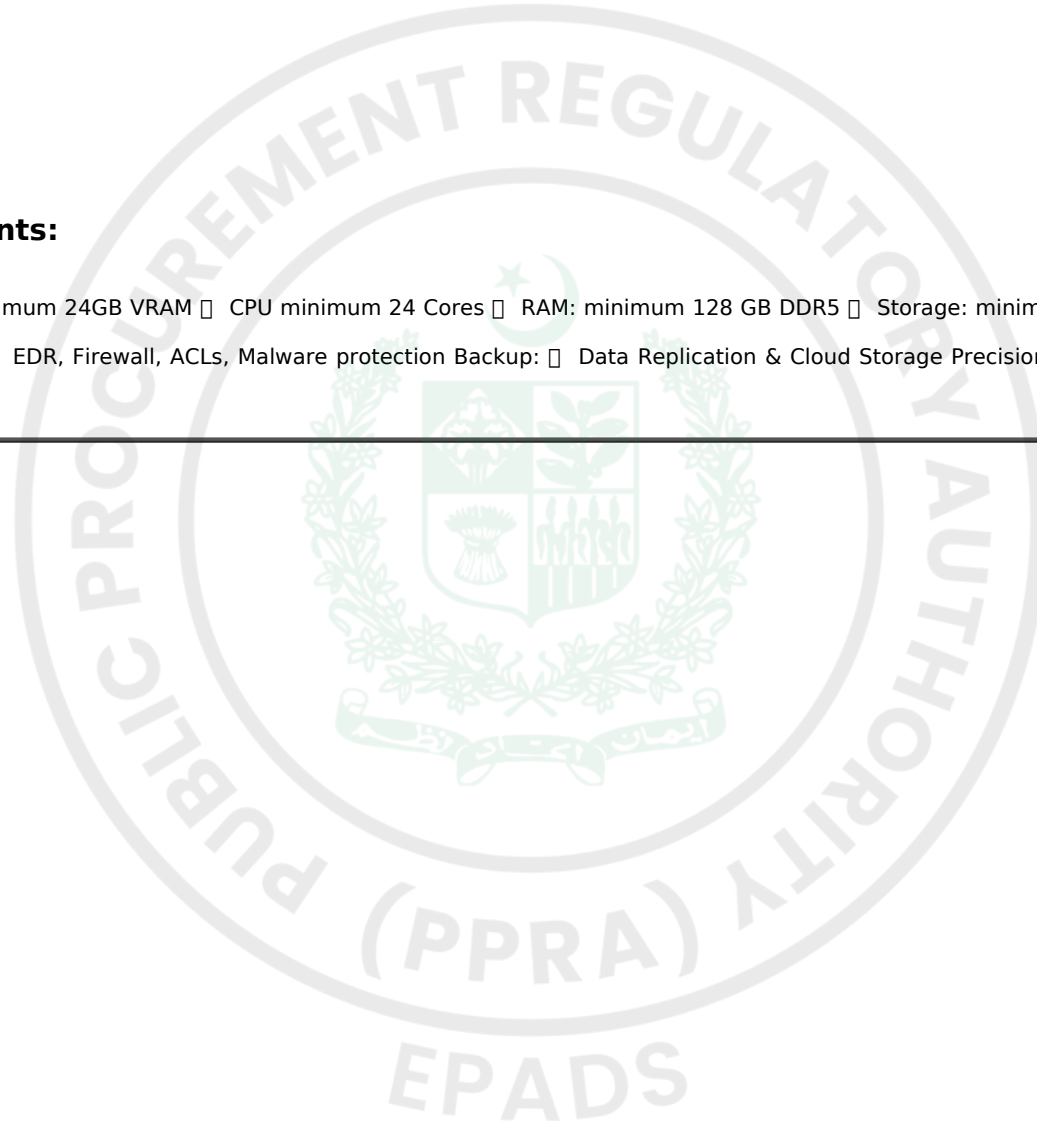 nts:
mum 24GB VRAM ▯ CPU minimum 24 Cores ▯ RAM: minimum 128 GB DDR5 ▯ Storage: minim
EDR, Firewall, ACLs, Malware protection Backup: ▯ Data Replication & Cloud Storage Precision
PUBLIC PROCUREMENT REGULATORY AUTHORITY
(PPRA)
EPADS